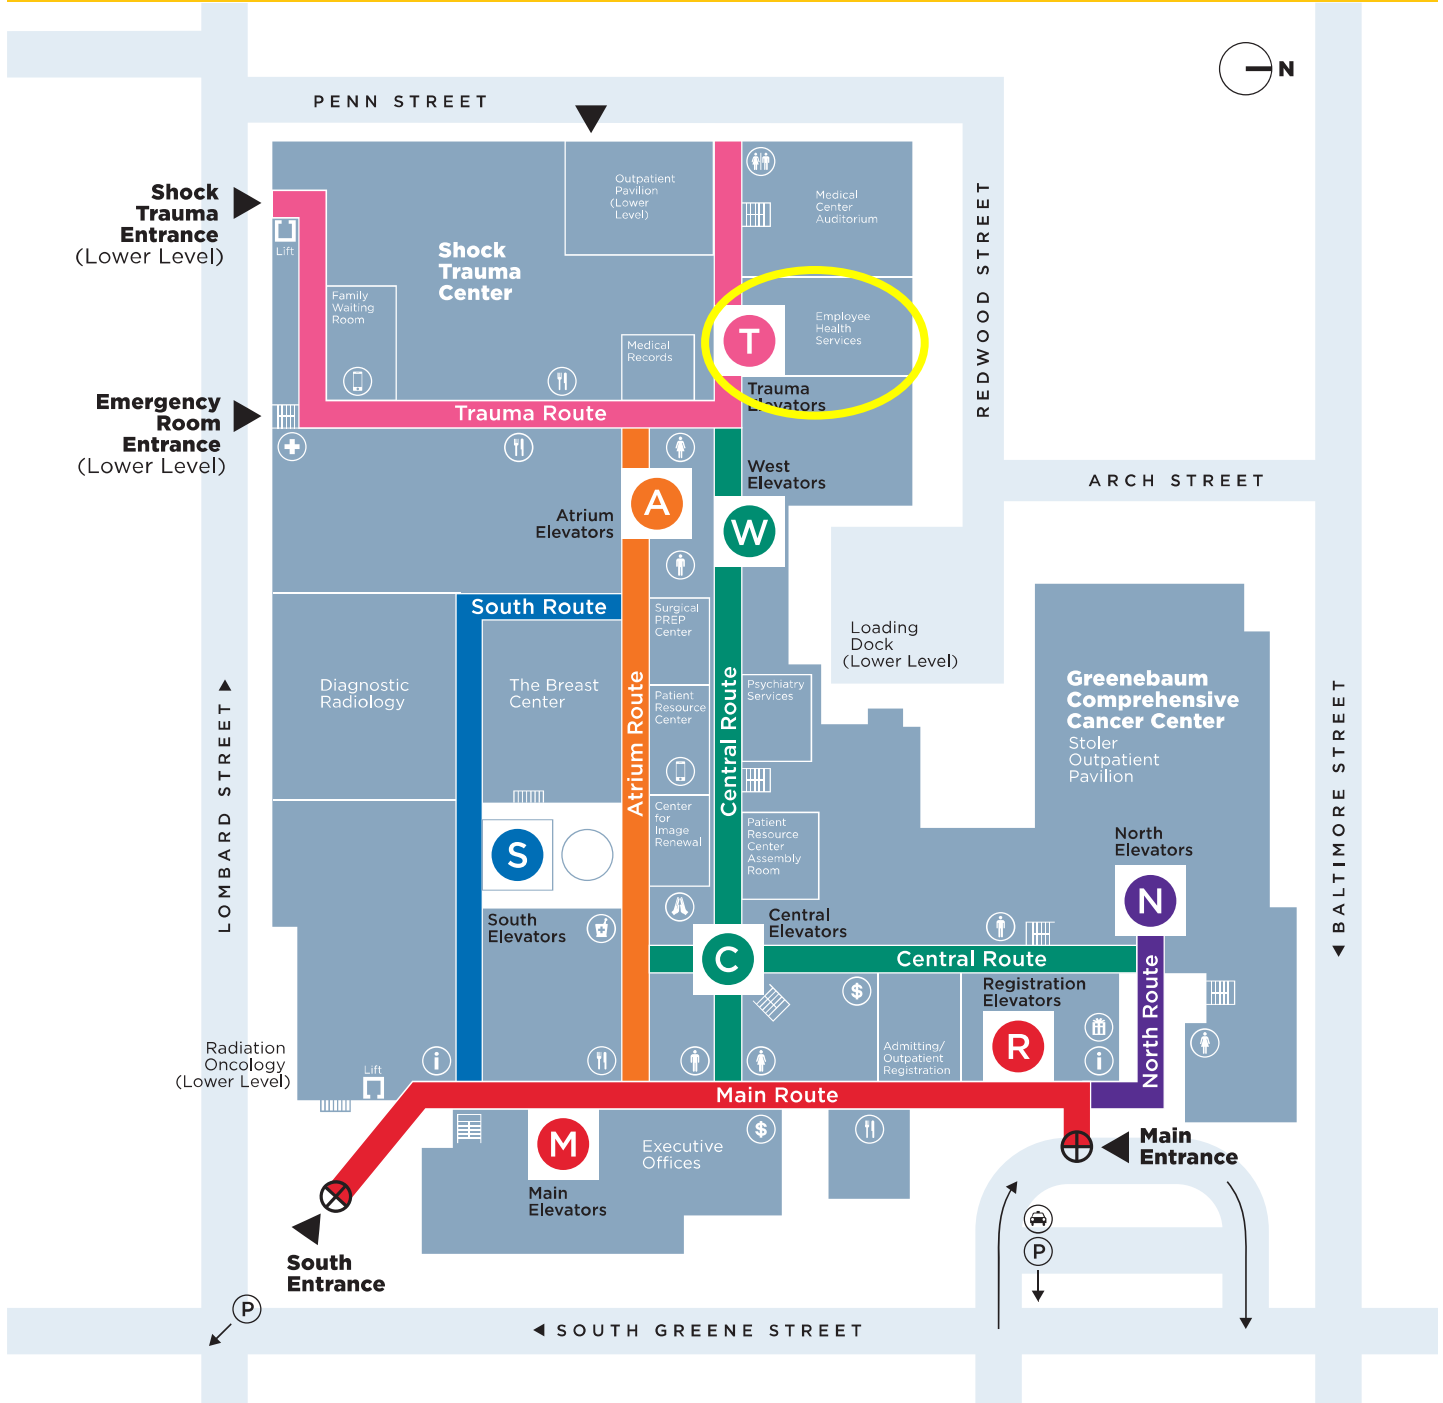 N
PENN STREET
Shock
Trauma
Entrance
(Lower Level)
Lift
Outpatient
Pavilion
(Lower
Level)
Medical
Center
Auditorium
Shock
Trauma
Center
REDWOOD STREET
Family
Waiting
Room
Medical
Records
T
Employee
Health
Services
Trauma
Elevators
Emergency
Room
Entrance
(Lower Level)
Trauma Route
West
Elevators
ARCH STREET
A
Atrium
Elevators
W
South Route
Surgical
PREP
Center
Loading
Dock
(Lower Level)
Diagnostic
Radiology
The Breast
Center
Atrium Route
Patient
Resource
Center
Central Route
Psychiatry
Services
Greenebaum
Comprehensive
Cancer Center
Stoler
Outpatient
Pavilion
LOMBARD STREET
BALTIMORE STREET
Center
for
Image
Renewal
Patient
Resource
Center
Assembly
Room
North
Elevators
S
N
South
Elevators
Central
Elevators
C
Central Route
Registration
Elevators
$
R
North Route
Radiation
Oncology
(Lower Level)
i
Lift
Admitting/
Outpatient
Registration
i
Main Route
M
Executive
Offices
$
Main
Entrance
Main
Elevators
P
South
Entrance
P
SOUTH GREENE STREET